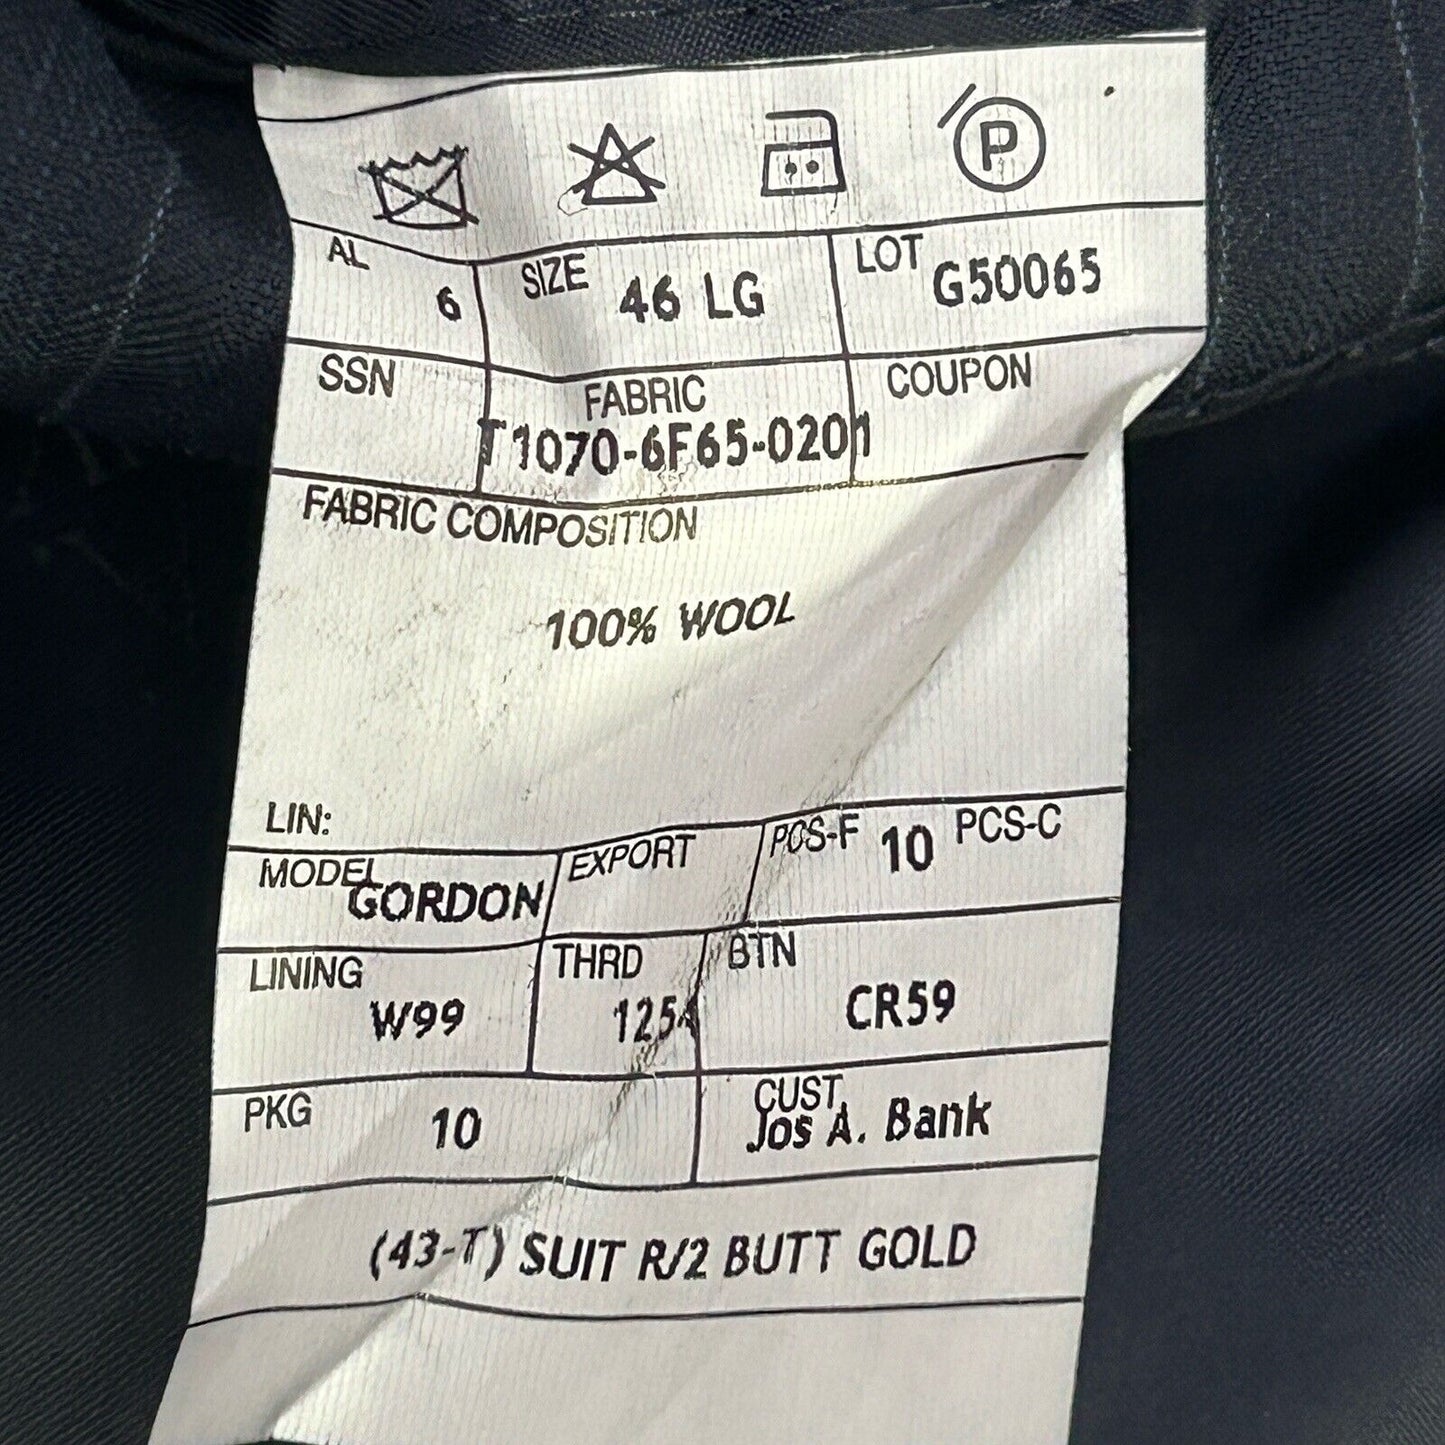 P
AL 6 SIZE 46 LG LOT G50065
SSN FABRIC T1070-6F65-0201 COUPON
FABRIC COMPOSITION
100% WOOL
LIN:
MODEL GORDON EXPORT PCS-F 10 PCS-C
LINING W99 THRD 1254 BTN CR59
PKG 10 CUST Jos A. Bank
(43-T) SUIT R/2 BUTT GOLD